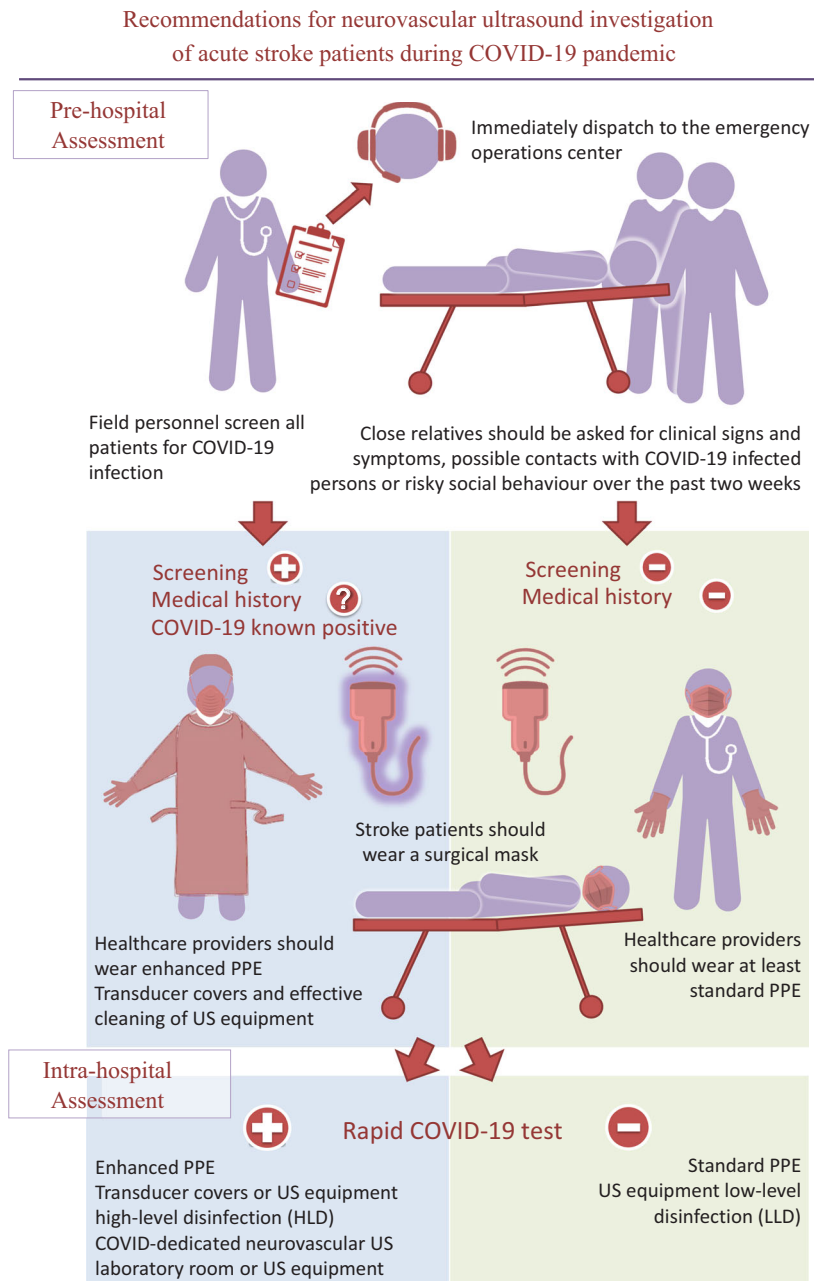 Recommendations for neurovascular ultrasound investigation
of acute stroke patients during COVID-19 pandemic
Pre-hospital
Assessment
Immediately dispatch to the emergency
operations center
Field personnel screen all
patients for COVID-19
infection
Close relatives should be asked for clinical signs and
symptoms, possible contacts with COVID-19 infected
persons or risky social behaviour over the past two weeks
Screening
Medical history
?
COVID-19 known positive
Screening
Medical history
Stroke patients should
wear a surgical mask
Healthcare providers should
wear enhanced PPE
Transducer covers and effective
cleaning of US equipment
Healthcare providers
should wear at least
standard PPE
Intra-hospital
Assessment
Rapid COVID-19 test
Enhanced PPE
Transducer covers or US equipment
high-level disinfection (HLD)
COVID-dedicated neurovascular US
laboratory room or US equipment
Standard PPE
US equipment low-level
disinfection (LLD)